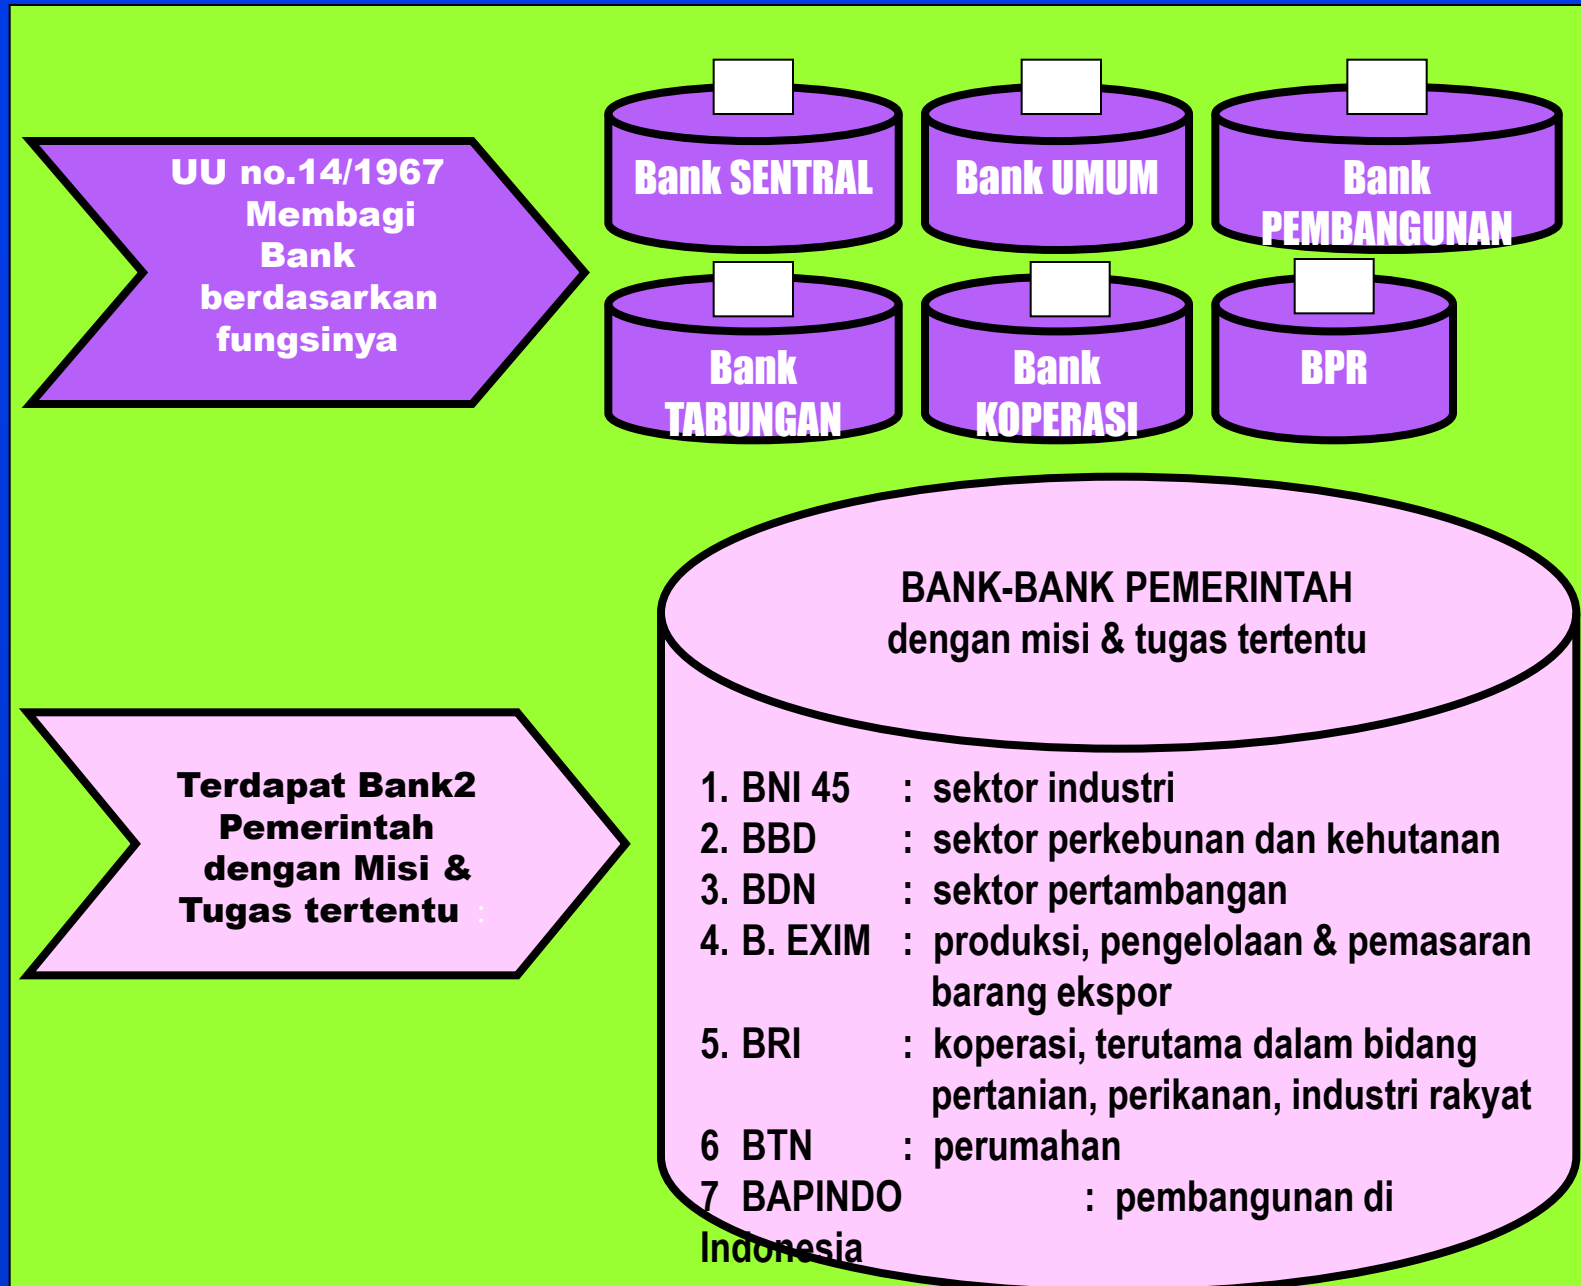 UU no.14/1967
Membagi
Bank
berdasarkan
fungsinya
Bank SENTRAL
Bank UMUM
Bank
PEMBANGUNAN
Bank
TABUNGAN
Bank
KOPERASI
BPR
Terdapat Bank2
Pemerintah
dengan Misi &
Tugas tertentu :
BANK-BANK PEMERINTAH
dengan misi & tugas tertentu
1. BNI 45 : sektor industri
2. BBD : sektor perkebunan dan kehutanan
3. BDN : sektor pertambangan
4. B. EXIM : produksi, pengelolaan & pemasaran
barang ekspor
5. BRI : koperasi, terutama dalam bidang
pertanian, perikanan, industri rakyat
6 BTN : perumahan
7 BAPINDO : pembangunan di
Indonesia